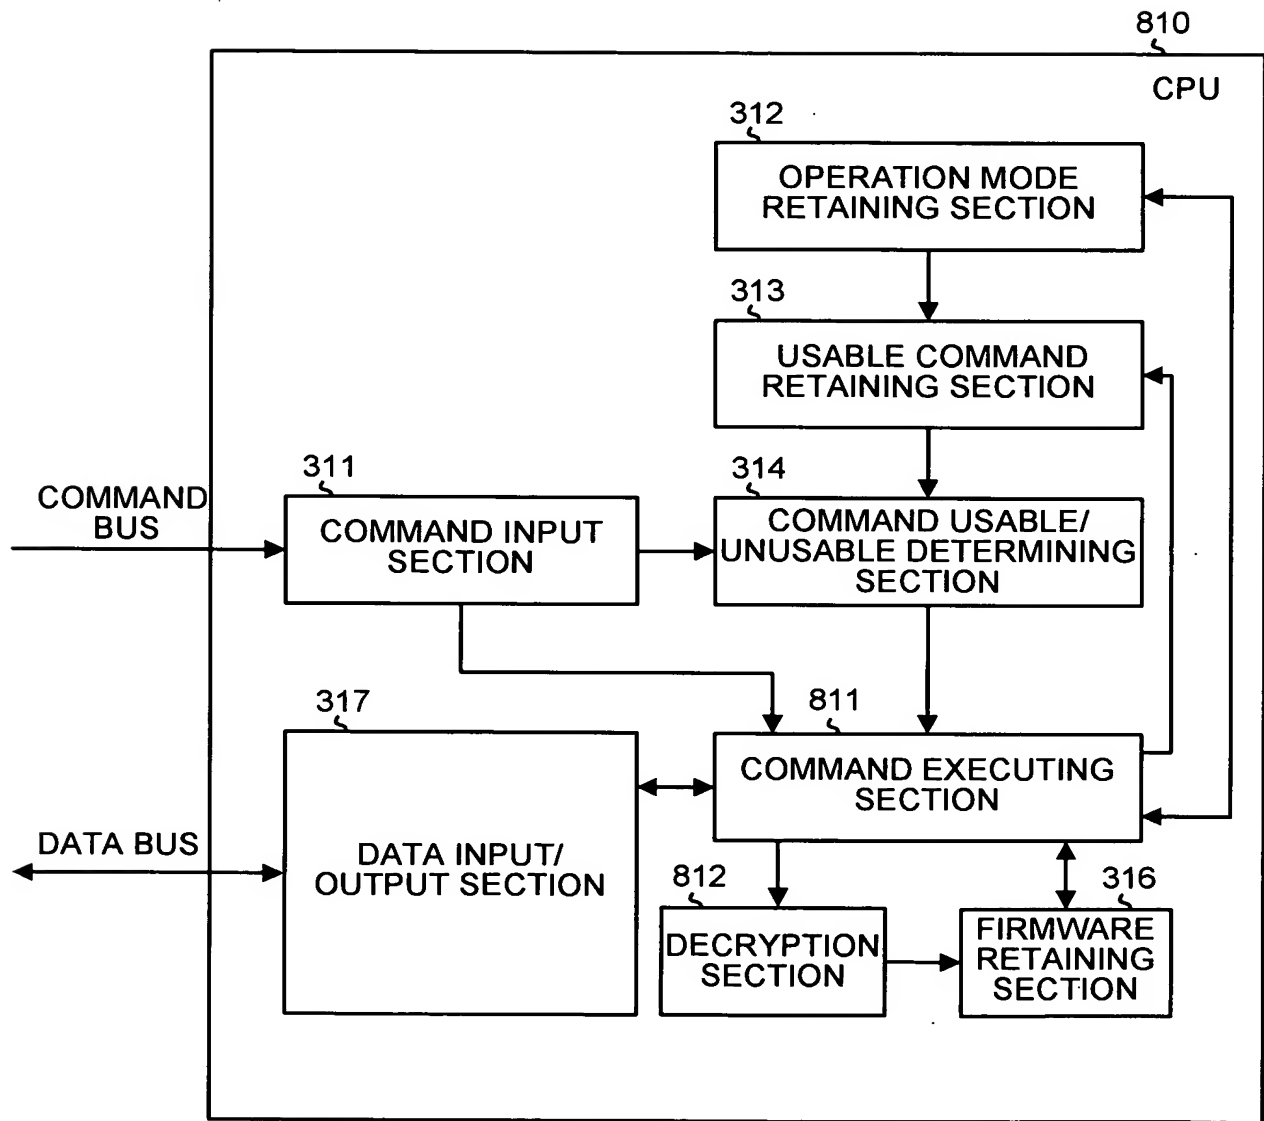 810
CPU
312
OPERATION MODE
RETAINING SECTION
313
USABLE COMMAND
RETAINING SECTION
311
314
COMMAND
BUS
COMMAND INPUT
SECTION
COMMAND USABLE/
UNUSABLE DETERMINING
SECTION
317
811
COMMAND EXECUTING
SECTION
DATA BUS
DATA INPUT/
OUTPUT SECTION
812
316
DECRYPTION
SECTION
FIRMWARE
RETAINING
SECTION